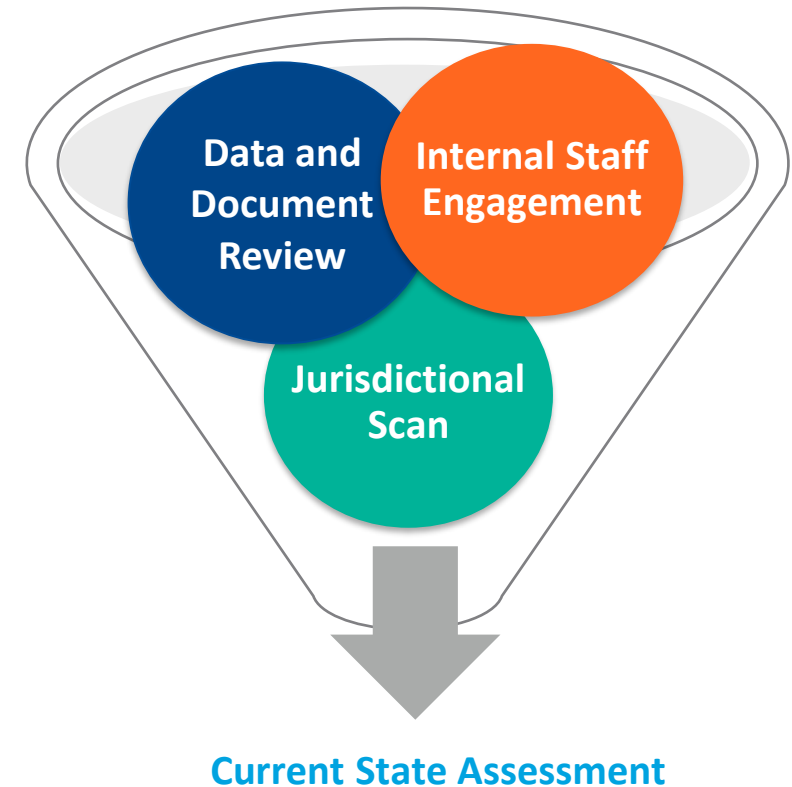 Data and
Document
Review
Internal Staff
Engagement
Jurisdictional
Scan
Current State Assessment